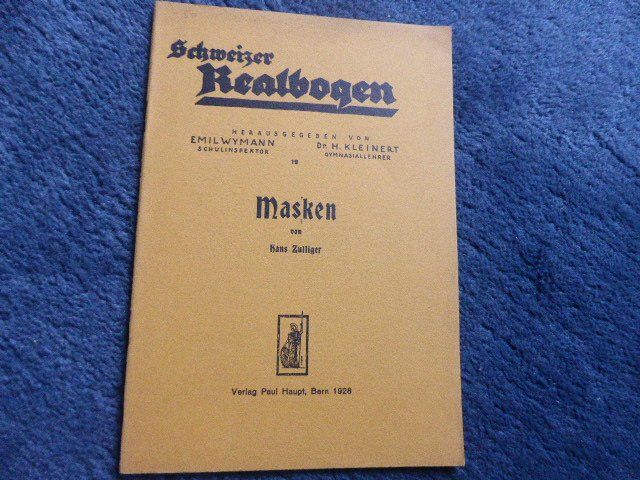 Schweizer
Realbogen
HERAUSGEGEBEN VON
EMIL WYMANN
SCHULINSPEKTOR
Dr. H. KLEINERT
GYMNASIALLEHRER
19
Masken
von
Hans Zulliger
Verlag Paul Haupt, Bern 1928